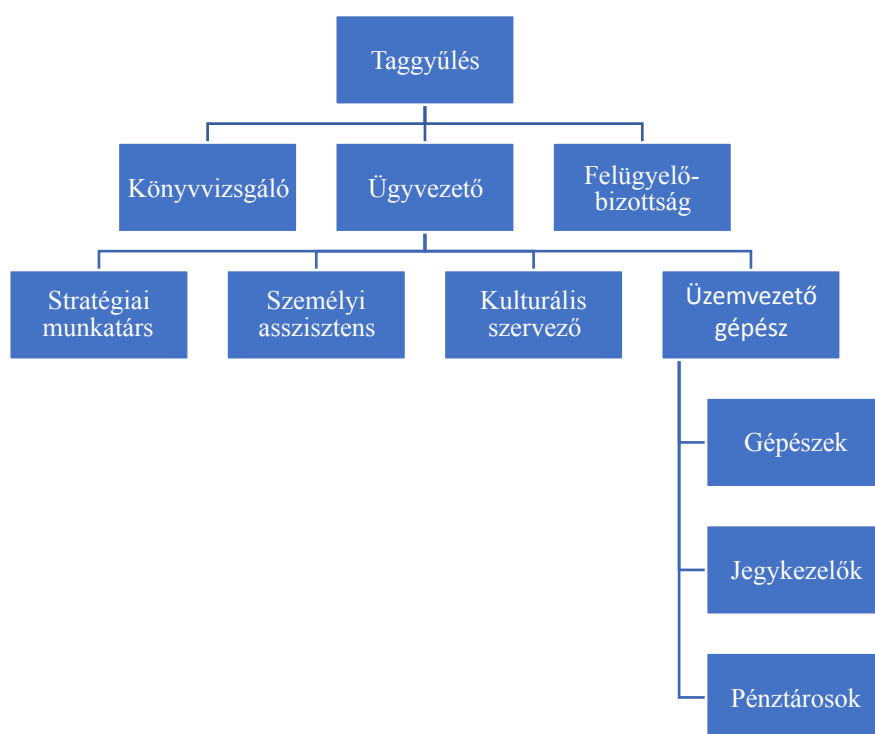 Taggyűlés
Könyvvizsgáló
Ügyvezető
Felügyelő-
bizottság
Stratégiai
munkatárs
Személyi
asszisztens
Kulturális
szervező
Üzemvezető
gépész
Gépészek
Jegykezelők
Pénztárosok